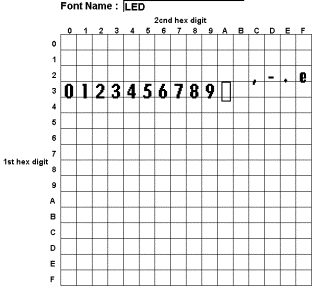 Font Name : LED
2cnd hex digit
0 1 2 3 4 5 6 7 8 9 A B C D E F
0
1
2 , - . e
3 0 1 2 3 4 5 6 7 8 9
4
5
6
7
1st hex digit
8
9
A
B
C
D
E
F